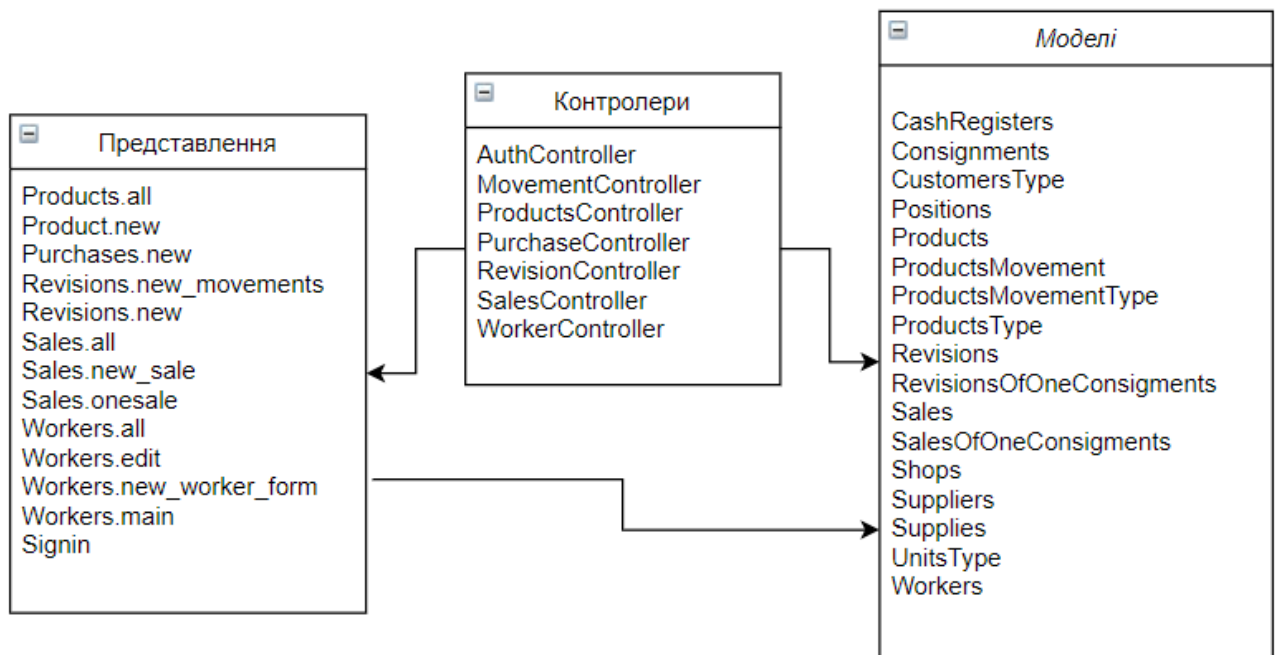 Представлення
Products.all
Product.new
Purchases.new
Revisions.new_movements
Revisions.new
Sales.all
Sales.new_sale
Sales.onesale
Workers.all
Workers.edit
Workers.new_worker_form
Workers.main
Signin
Контролери
AuthController
MovementController
ProductsController
PurchaseController
RevisionController
SalesController
WorkerController
Моделі
CashRegisters
Consignments
CustomersType
Positions
Products
ProductsMovement
ProductsMovementType
ProductsType
Revisions
RevisionsOfOneConsigments
Sales
SalesOfOneConsigments
Shops
Suppliers
Supplies
UnitsType
Workers